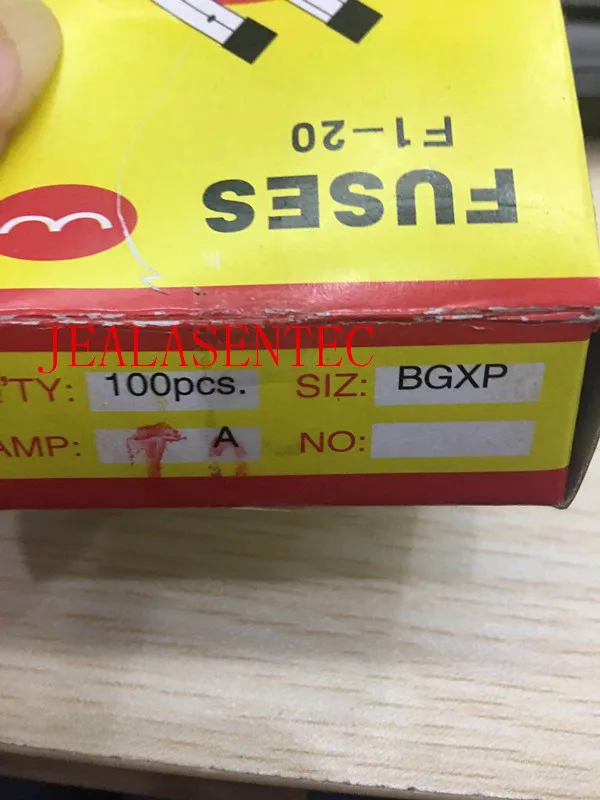 F1-20
FUSES
JEALASENTEC
TY: 100pcs. SIZ: BGXP
AMP: A NO: